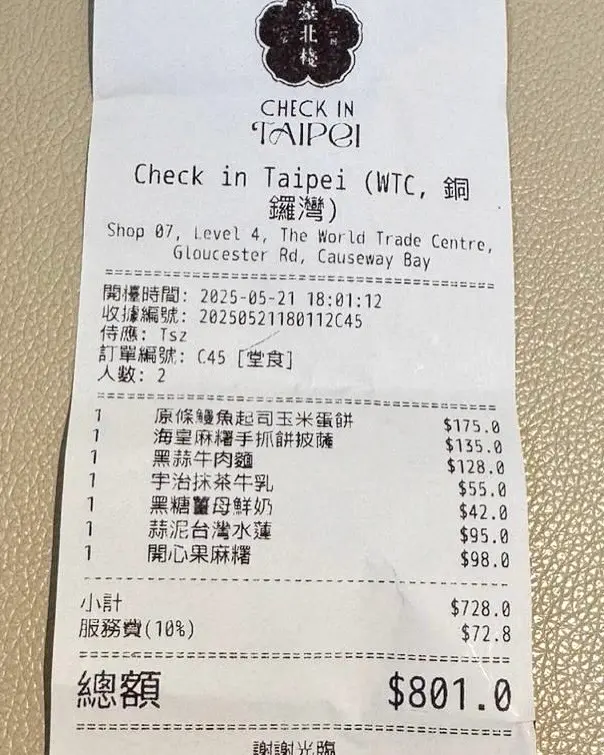 臺北棧
CHECK IN
TAIPEI
Check in Taipei (WTC, 銅
鑼灣)
Shop 07, Level 4, The World Trade Centre,
Gloucester Rd, Causeway Bay
開檯時間: 2025-05-21 18:01:12
收據編號: 20250521180112C45
侍應: Tsz
訂單編號: C45 [堂食]
人數: 2
1 原條鰻魚起司玉米蛋餅 $175.0
1 海皇麻糬手抓餅披薩 $135.0
1 黑蒜牛肉麵 $128.0
1 宇治抹茶牛乳 $55.0
1 黑糖薑母鮮奶 $42.0
1 蒜泥台灣水蓮 $95.0
1 開心果麻糬 $98.0
小計 $728.0
服務費(10%) $72.8
總額 $801.0
謝謝光臨